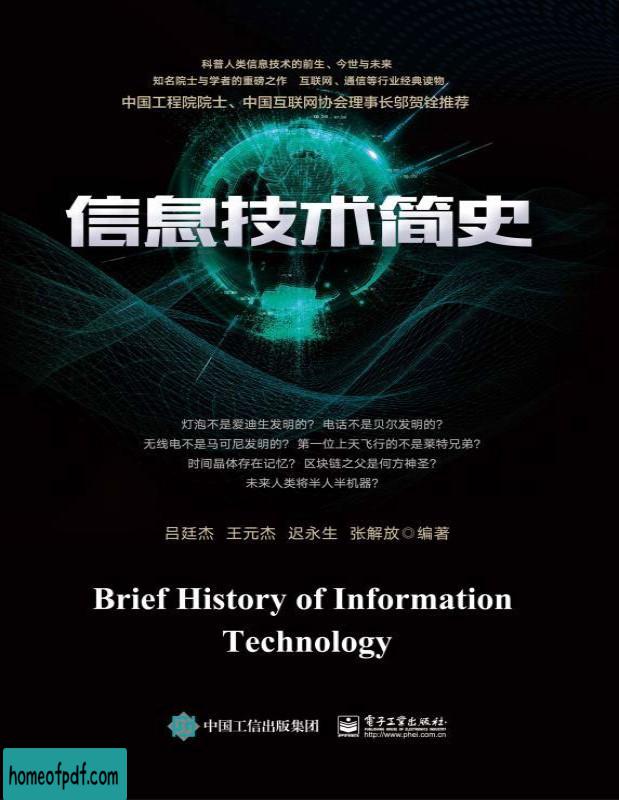 科普人类信息技术的前生、今世与未来
知名院士与学者的重磅之作 互联网、通信等行业经典读物
中国工程院院士、中国互联网协会理事长邬贺铨推荐
信息技术简史
灯泡不是爱迪生发明的? 电话不是贝尔发明的?
无线电不是马可尼发明的? 第一位上天飞行的不是莱特兄弟?
时间晶体存在记忆? 区块链之父是何方神圣?
未来人类将半人半机器?
吕廷杰 王元杰 迟永生 张解放◎编著
Brief History of Information
Technology
中国工信出版集团
电子工业出版社
PUBLISHING HOUSE OF ELECTRONICS INDUSTRY
http://www.phei.com.cn
homeofpdf.com